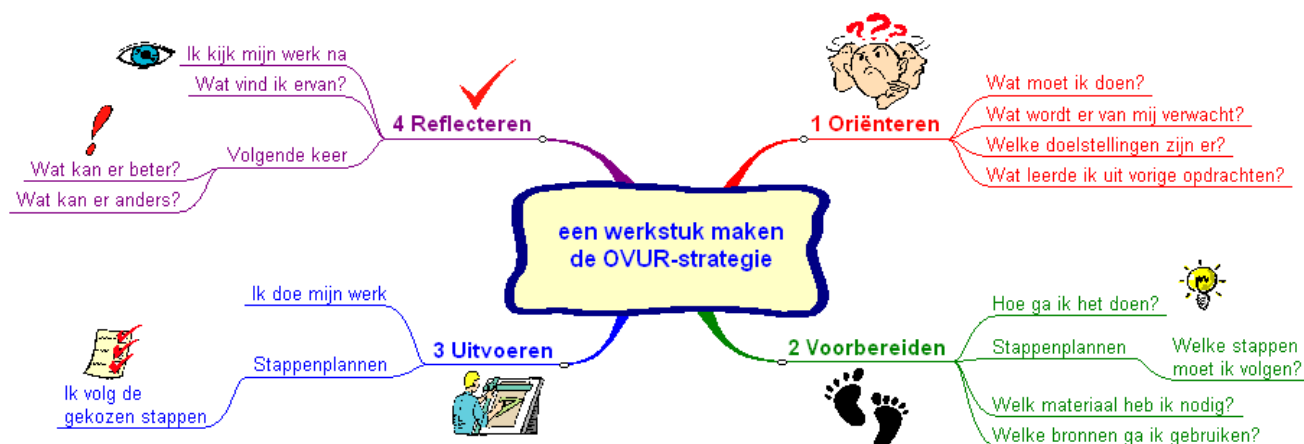 een werkstuk maken
de OVUR-strategie
1 Oriënteren
Wat moet ik doen?
Wat wordt er van mij verwacht?
Welke doelstellingen zijn er?
Wat leerde ik uit vorige opdrachten?
2 Voorbereiden
Hoe ga ik het doen?
Stappenplannen
Welke stappen
moet ik volgen?
Welk materiaal heb ik nodig?
Welke bronnen ga ik gebruiken?
3 Uitvoeren
Ik doe mijn werk
Stappenplannen
Ik volg de
gekozen stappen
4 Reflecteren
Ik kijk mijn werk na
Wat vind ik ervan?
Volgende keer
Wat kan er beter?
Wat kan er anders?